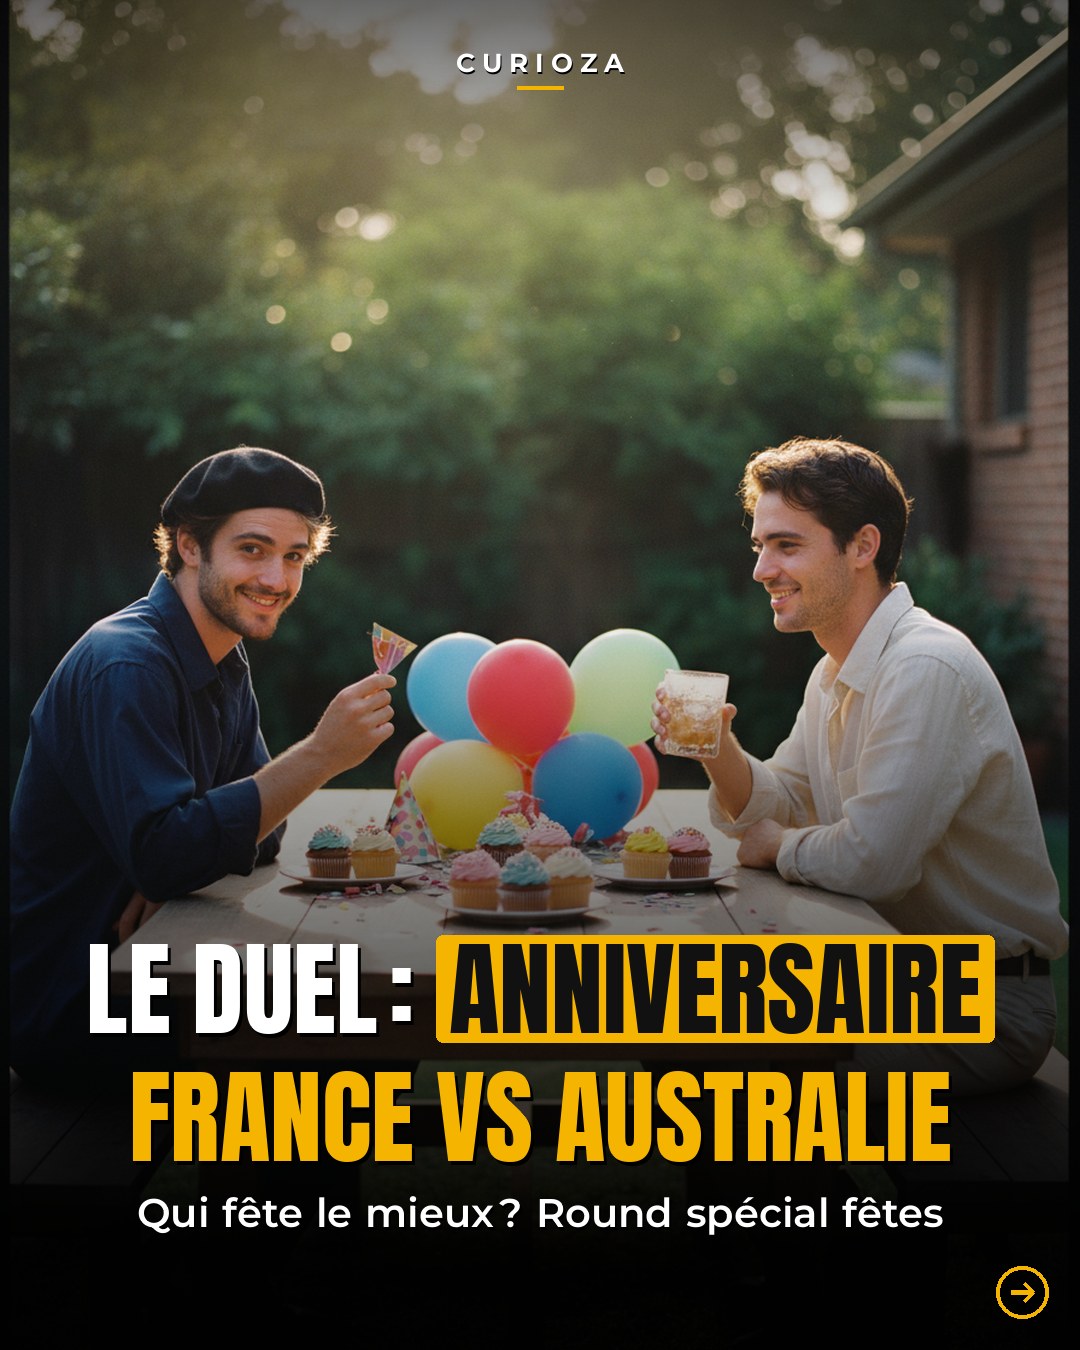 CURIOZA
LE DUEL : ANNIVERSAIRE
FRANCE VS AUSTRALIE
Qui fête le mieux ? Round spécial fêtes